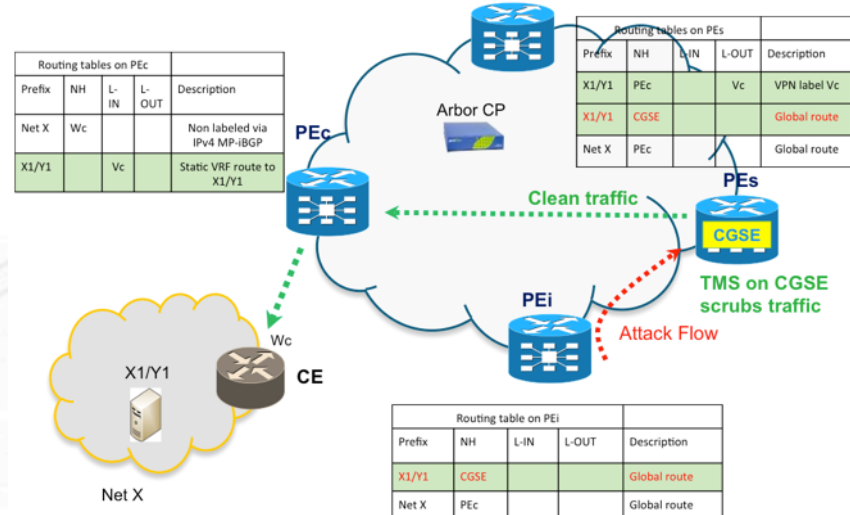 Routing tables on PEc
Prefix NH L-IN L-OUT Description
Net X Wc Non labeled via IPv4 MP-iBGP
X1/Y1 Vc Static VRF route to X1/Y1
Routing tables on PEs
Prefix NH L-IN L-OUT Description
X1/Y1 PEc Vc VPN label Vc
X1/Y1 CGSE Global route
Net X PEc Global route
Arbor CP
PEc
PEs
Clean traffic
CGSE
TMS on CGSE
scrubs traffic
PEi
Attack Flow
Wc
CE
X1/Y1
Net X
Routing table on PEi
Prefix NH L-IN L-OUT Description
X1/Y1 CGSE Global route
Net X PEc Global route